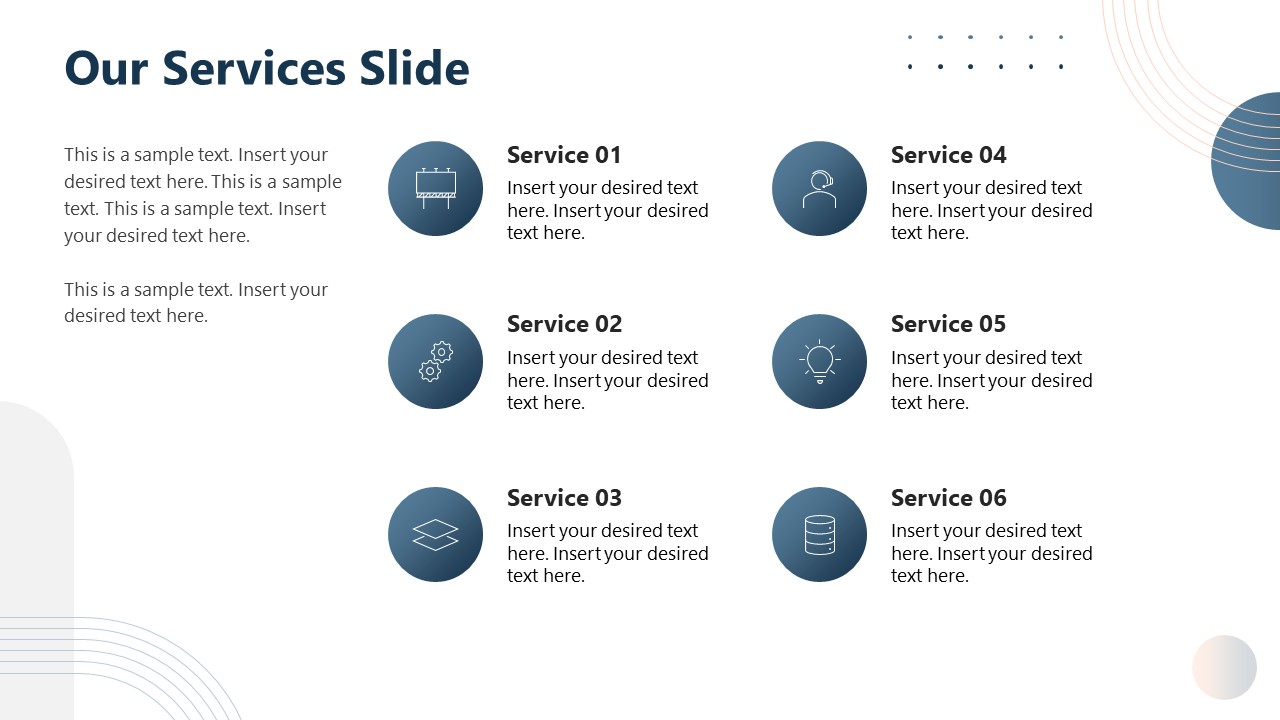 Our Services Slide
This is a sample text. Insert your
desired text here. This is a sample
text. This is a sample text. Insert
your desired text here.
This is a sample text. Insert your
desired text here.
Service 01
Insert your desired text
here. Insert your desired
text here.
Service 02
Insert your desired text
here. Insert your desired
text here.
Service 03
Insert your desired text
here. Insert your desired
text here.
Service 04
Insert your desired text
here. Insert your desired
text here.
Service 05
Insert your desired text
here. Insert your desired
text here.
Service 06
Insert your desired text
here. Insert your desired
text here.